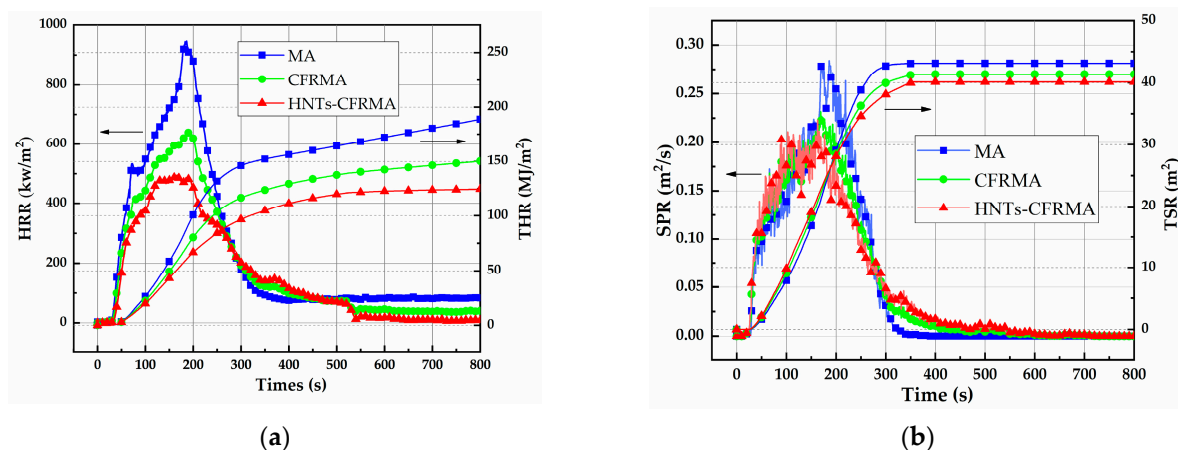 1000
800
600
400
200
0
HRR (kw/m²)
250
200
150
100
50
0
THR (MJ/m²)
MA
CFRMA
HNTs-CFRMA
0 100 200 300 400 500 600 700 800
Times (s)
(a)
0.30
0.25
0.20
0.15
0.10
0.05
0.00
SPR (m²/s)
50
40
30
20
10
0
TSR (m²)
MA
CFRMA
HNTs-CFRMA
0 100 200 300 400 500 600 700 800
Time (s)
(b)